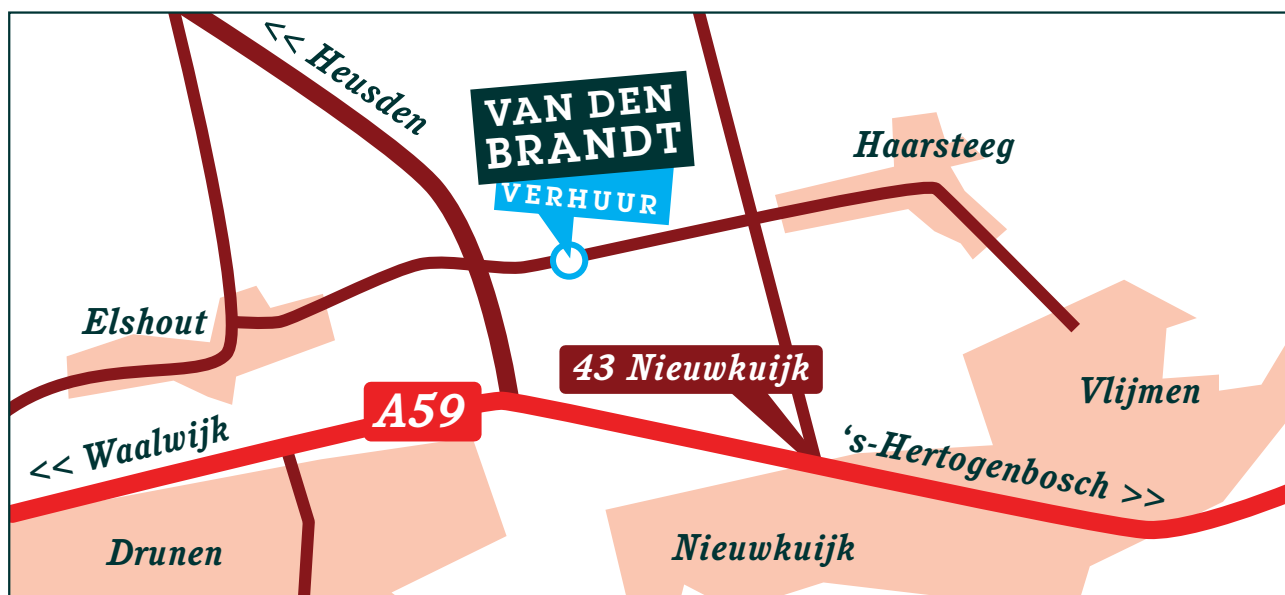 << Heusden
VAN DEN
BRANDT
VERHUUR
Haarsteeg
Elshout
43 Nieuwkuijk
A59
Vlijmen
<< Waalwijk
‘s-Hertogenbosch >>
Drunen
Nieuwkuijk